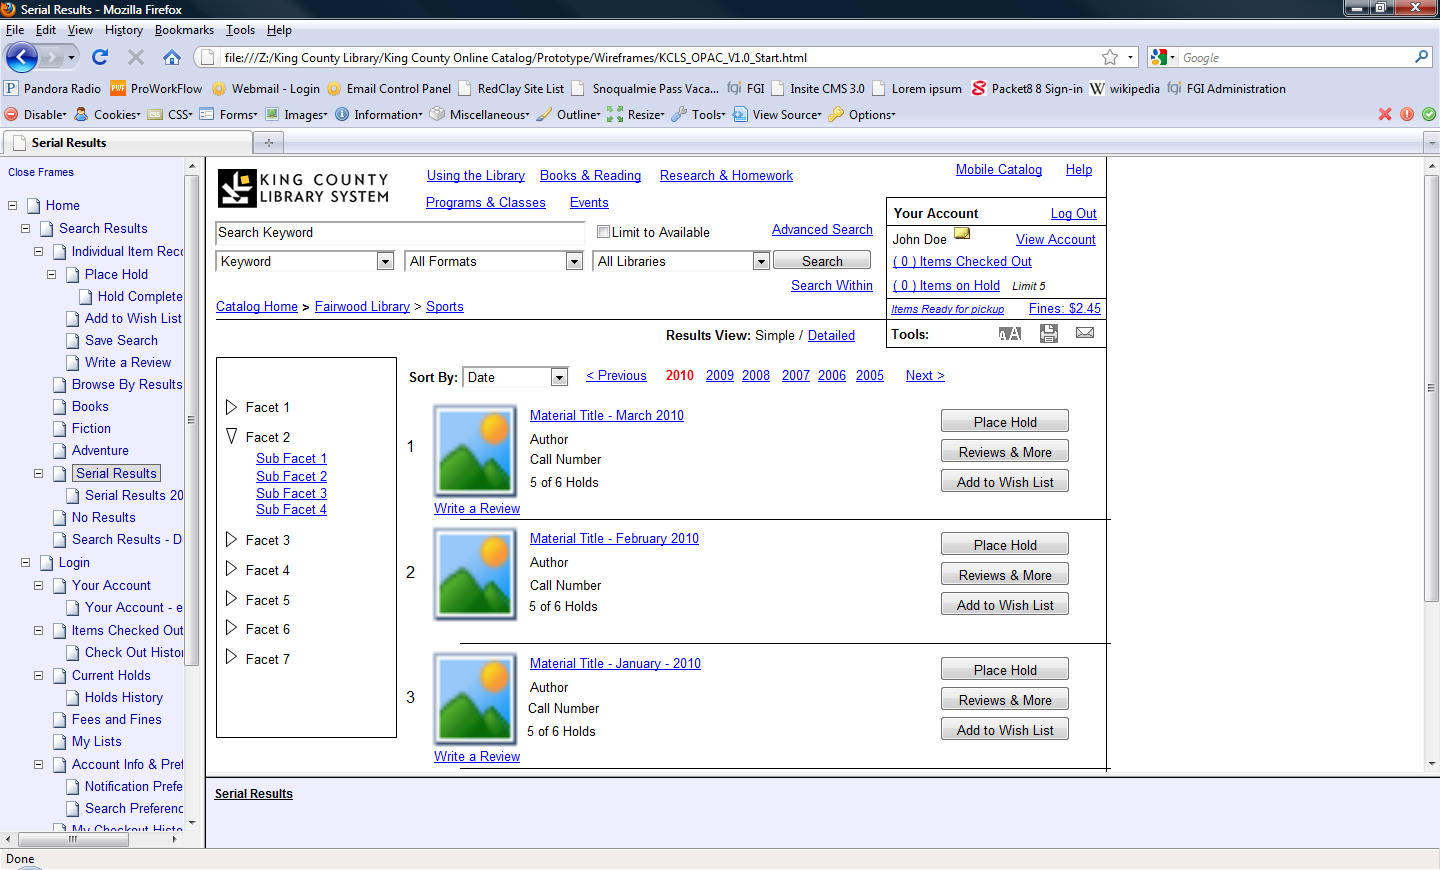 Serial Results - Mozilla Firefox
File Edit View History Bookmarks Tools Help
file:///Z:/King County Library/King County Online Catalog/Prototype/Wireframes/KCLS_OPAC_V1.0_Start.html
Google
Pandora Radio ProWorkFlow Webmail - Login Email Control Panel RedClay Site List Snoqualmie Pass Vaca... FGI Insite CMS 3.0 Lorem ipsum Packet8 8 Sign-in wikipedia FGI Administration
Disable Cookies CSS Forms Images Information Miscellaneous Outline Resize Tools View Source Options
Serial Results
Close Frames
Home
Search Results
Individual Item Rec
Place Hold
Hold Complete
Add to Wish List
Save Search
Write a Review
Browse By Results
Books
Fiction
Adventure
Serial Results
Serial Results 20
No Results
Search Results - D
Login
Your Account
Your Account - e
Items Checked Out
Check Out Histo
Current Holds
Holds History
Fees and Fines
My Lists
Account Info & Pref
Notification Prefe
Search Preferenc
My Checkout Histo
KING COUNTY
LIBRARY SYSTEM
Using the Library Books & Reading Research & Homework
Programs & Classes Events
Mobile Catalog Help
Search Keyword
Limit to Available
Advanced Search
Keyword All Formats All Libraries Search
Search Within
Your Account Log Out
John Doe View Account
( 0 ) Items Checked Out
( 0 ) Items on Hold Limit 5
Items Ready for pickup Fines: $2.45
Tools: AA
Catalog Home > Fairwood Library > Sports
Results View: Simple / Detailed
Facet 1
Facet 2
Sub Facet 1
Sub Facet 2
Sub Facet 3
Sub Facet 4
Facet 3
Facet 4
Facet 5
Facet 6
Facet 7
Sort By: Date < Previous 2010 2009 2008 2007 2006 2005 Next >
1
Material Title - March 2010
Author
Call Number
5 of 6 Holds
Write a Review
Place Hold
Reviews & More
Add to Wish List
2
Material Title - February 2010
Author
Call Number
5 of 6 Holds
Place Hold
Reviews & More
Add to Wish List
3
Material Title - January - 2010
Author
Call Number
5 of 6 Holds
Write a Review
Place Hold
Reviews & More
Add to Wish List
Serial Results
Done